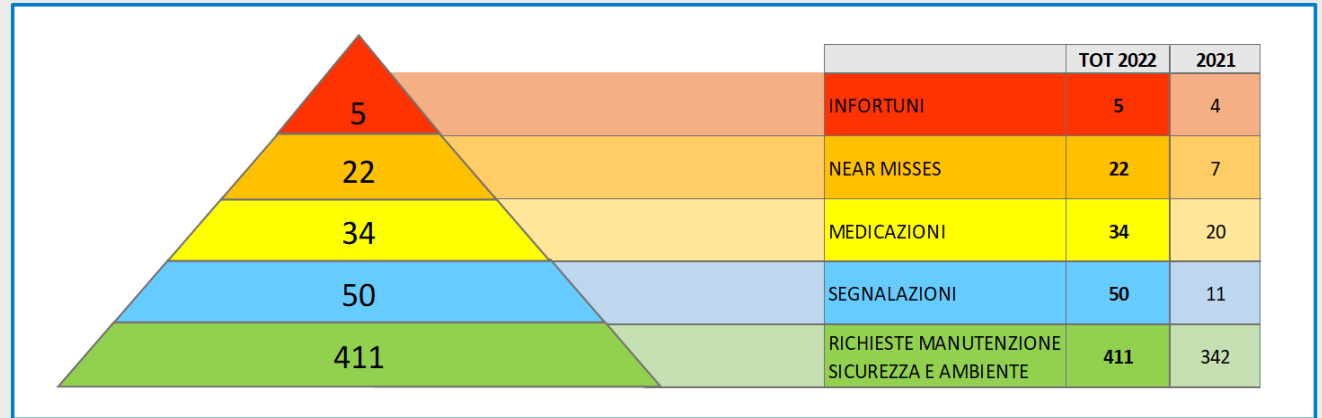 TOT 2022 2021
5 INFORTUNI 5 4
22 NEAR MISSES 22 7
34 MEDICAZIONI 34 20
50 SEGNALAZIONI 50 11
411 RICHIESTE MANUTENZIONE
SICUREZZA E AMBIENTE 411 342